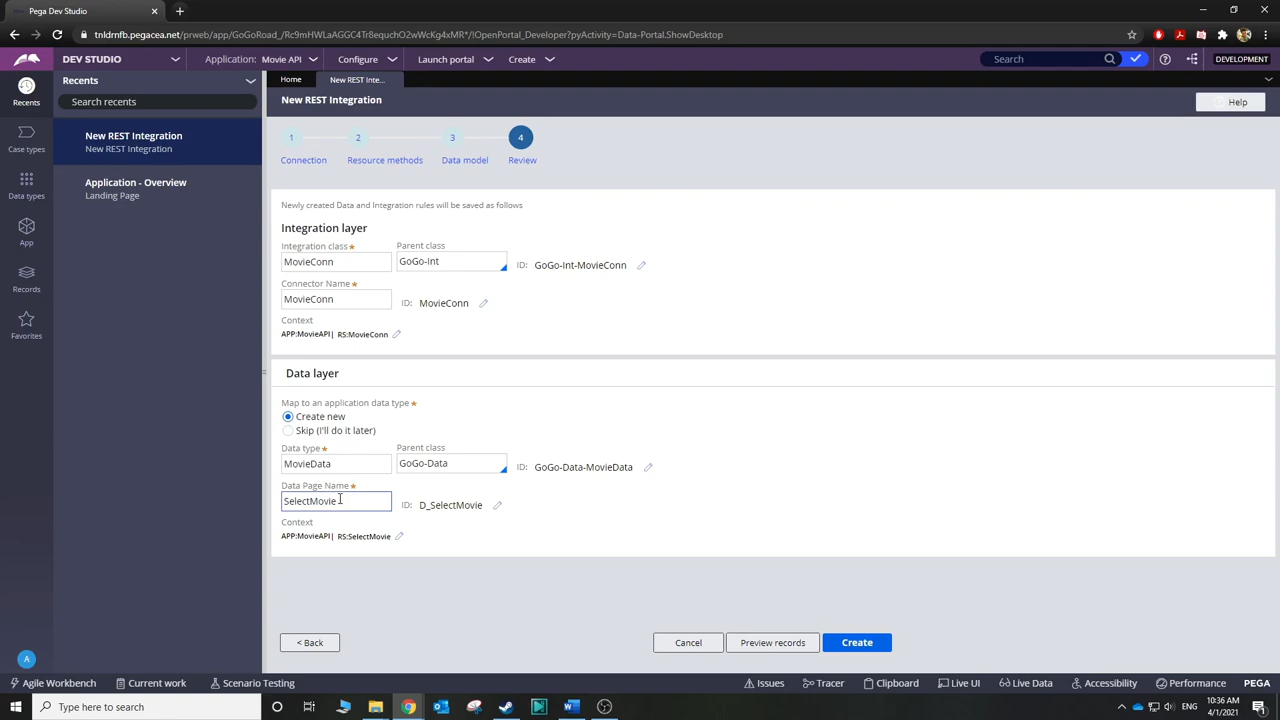 Pega Dev Studio
tnldrnfb.pegacea.net/prweb/app/GoGoRoad_/Rc9mHWLaAGGC4Tr8equchO2wWcKg4xMR*/!OpenPortal_Developer?pyActivity=Data-Portal.ShowDesktop
DEV STUDIO
Application: Movie API
Configure
Launch portal
Create
Search
DEVELOPMENT
Recents
Recents
Home
New REST Inte...
Search recents
New REST Integration
Help
New REST Integration
New REST Integration
Case types
1 2 3 4
Connection Resource methods Data model Review
Application - Overview
Landing Page
Data types
App
Records
Favorites
Newly created Data and Integration rules will be saved as follows
Integration layer
Integration class★ Parent class
MovieConn GoGo-Int ID: GoGo-Int-MovieConn
Connector Name★
MovieConn ID: MovieConn
Context
APP:MovieAPI| RS:MovieConn
Data layer
Map to an application data type★
Create new
Skip (I'll do it later)
Data type★ Parent class
MovieData GoGo-Data ID: GoGo-Data-MovieData
Data Page Name★
SelectMovie ID: D_SelectMovie
Context
APP:MovieAPI| RS:SelectMovie
< Back Cancel Preview records Create
A
Agile Workbench Current work Scenario Testing Issues Tracer Clipboard Live UI Live Data Accessibility Performance PEGA
Type here to search
ENG
10:36 AM
4/1/2021